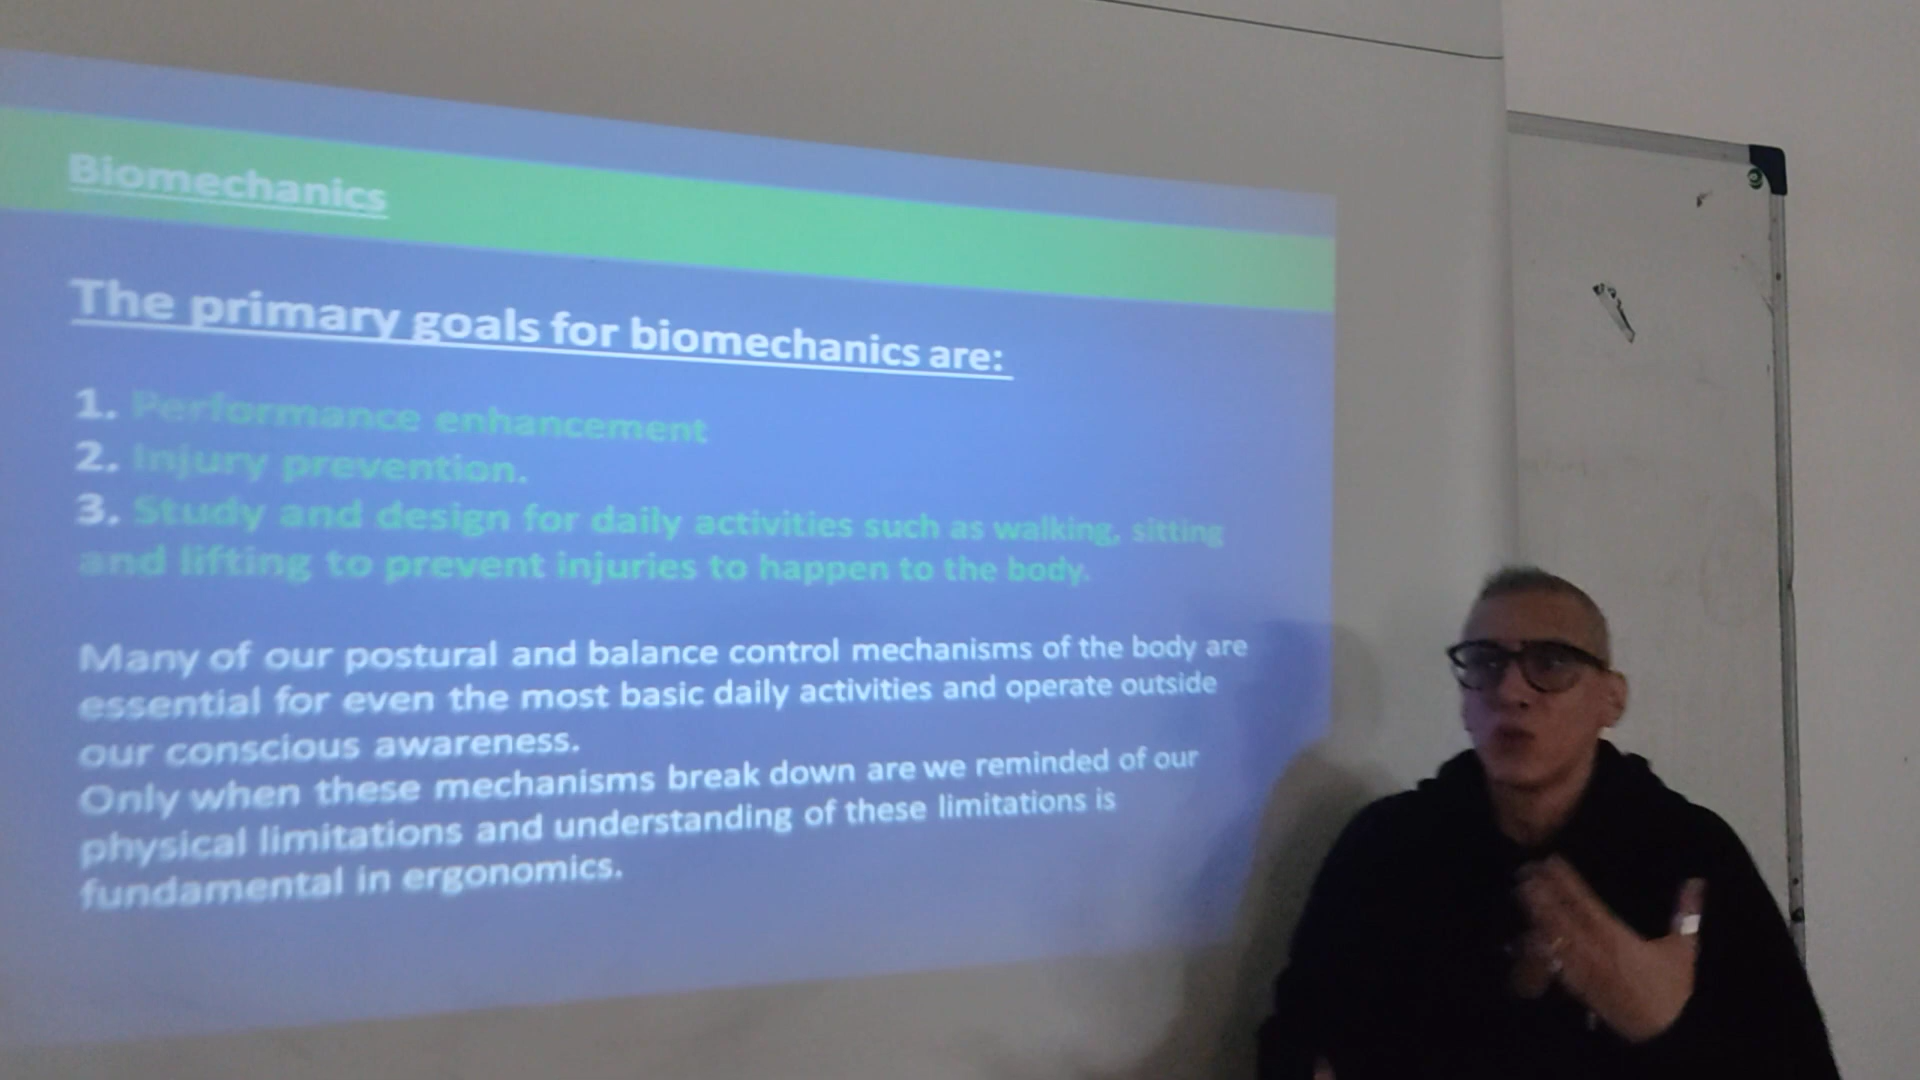 Biomechanics
The primary goals for biomechanics are:
1. Performance enhancement
2. Injury prevention.
3. Study and design for daily activities such as walking, sitting
and lifting to prevent injuries to happen to the body.
Many of our postural and balance control mechanisms of the body are
essential for even the most basic daily activities and operate outside
our conscious awareness.
Only when these mechanisms break down are we reminded of our
physical limitations and understanding of these limitations is
fundamental in ergonomics.